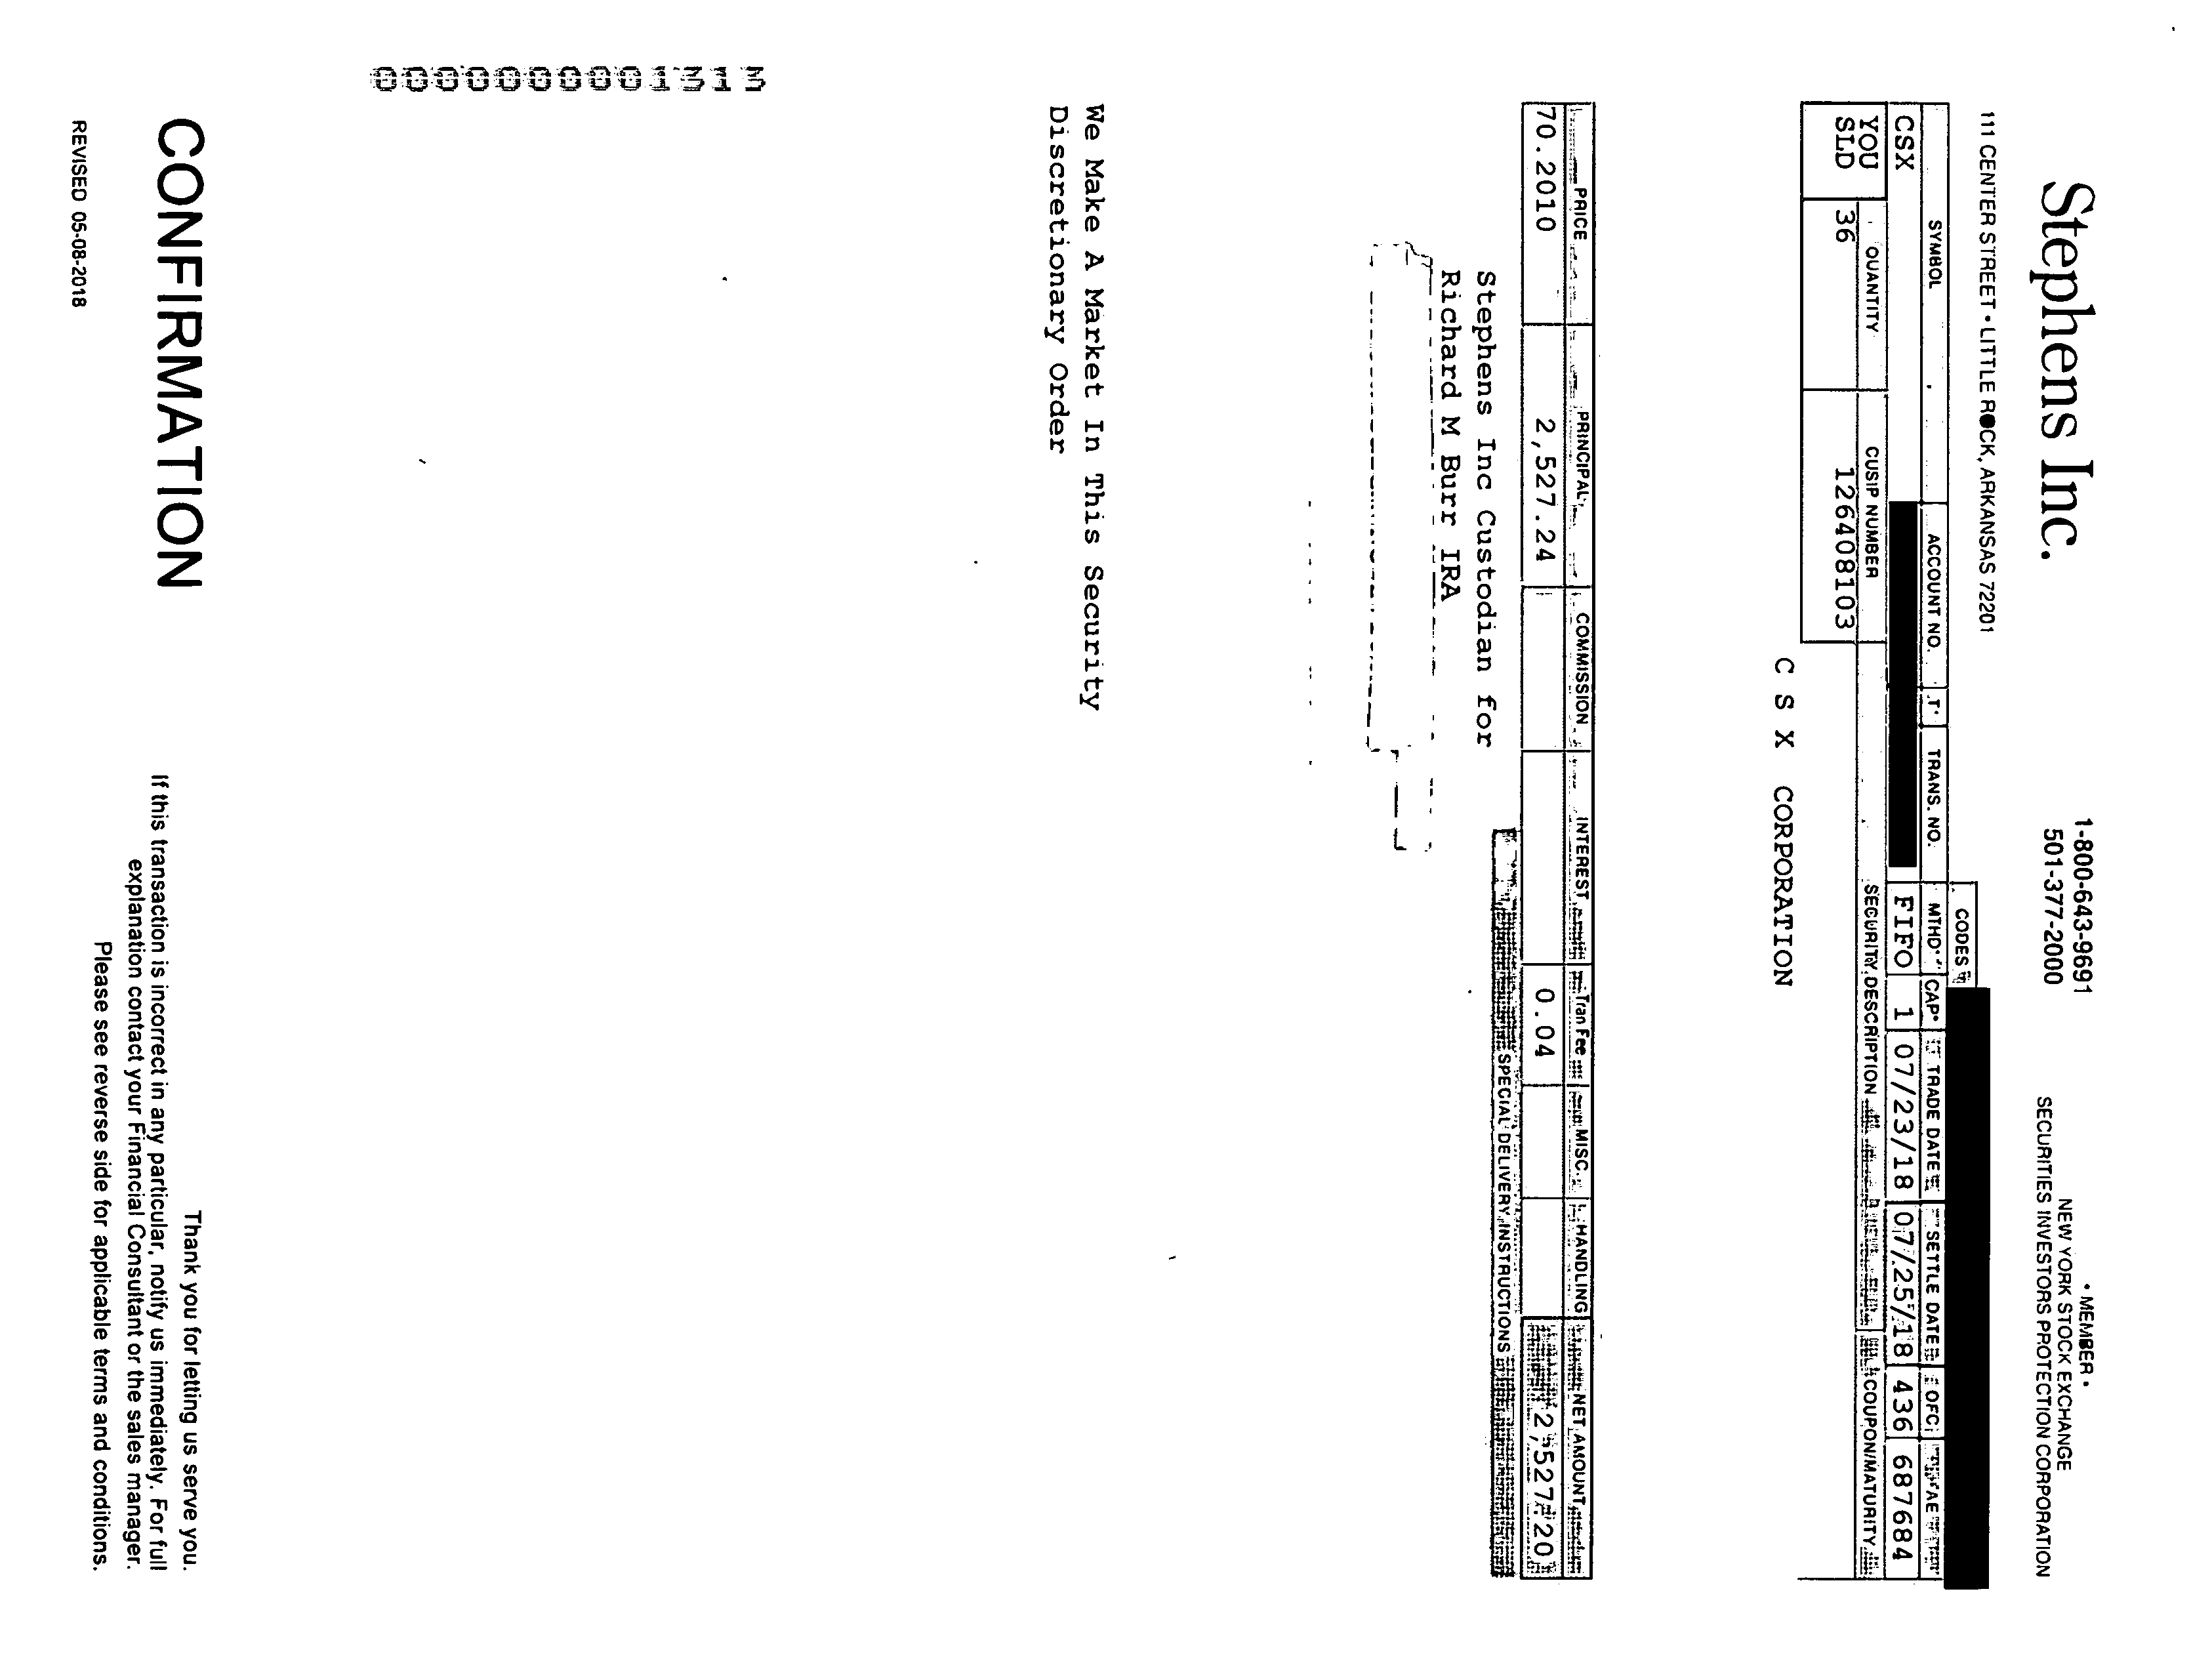 Stephens Inc.
1-800-643-9691
501-377-2000
• MEMBER •
NEW YORK STOCK EXCHANGE
SECURITIES INVESTORS PROTECTION CORPORATION
111 CENTER STREET • LITTLE ROCK, ARKANSAS 72201
CODES
SYMBOL ACCOUNT NO. T TRANS. NO. MTHD CAP TRADE DATE SETTLE DATE OFC AE
CSX FIFO 1 07/23/18 07/25/18 436 687684
YOU SLD QUANTITY CUSIP NUMBER SECURITY DESCRIPTION COUPON/MATURITY
36 126408103
C S X CORPORATION
PRICE PRINCIPAL COMMISSION INTEREST Tran Fee MISC. HANDLING NET AMOUNT
70.2010 2,527.24 0.04 2,527.20
SPECIAL DELIVERY INSTRUCTIONS
Stephens Inc Custodian for
Richard M Burr IRA
We Make A Market In This Security
Discretionary Order
0000000001515
CONFIRMATION
REVISED 05-08-2018
Thank you for letting us serve you.
If this transaction is incorrect in any particular, notify us immediately. For full
explanation contact your Financial Consultant or the sales manager.
Please see reverse side for applicable terms and conditions.